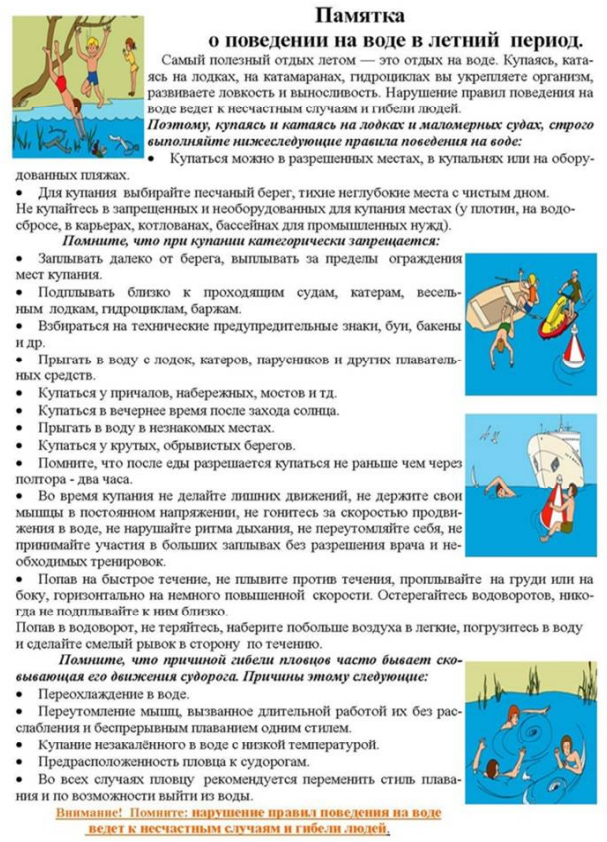 Памятка
о поведении на воде в летний период.
Самый полезный отдых летом — это отдых на воде. Купаясь, ката-
ясь на лодках, на катамаранах, гидроциклах вы укрепляете организм,
развиваете ловкость и выносливость. Нарушение правил поведения на
воде ведет к несчастным случаям и гибели людей.
Поэтому, купаясь и катаясь на лодках и маломерных судах, строго
выполняйте нижеследующие правила поведения на воде:
• Купаться можно в разрешенных местах, в купальнях или на обору-
дованных пляжах.
• Для купания выбирайте песчаный берег, тихие неглубокие места с чистым дном.
Не купайтесь в запрещенных и необорудованных для купания местах (у плотин, на водо-
сбросе, в карьерах, котлованах, бассейнах для промышленных нужд).
Помните, что при купании категорически запрещается:
• Заплывать далеко от берега, выплывать за пределы ограждения
мест купания.
• Подплывать близко к проходящим судам, катерам, весель-
ным лодкам, гидроциклам, баржам.
• Взбираться на технические предупредительные знаки, буи, бакены
и др.
• Прыгать в воду с лодок, катеров, парусников и других плаватель-
ных средств.
• Купаться у причалов, набережных, мостов и тд.
• Купаться в вечернее время после захода солнца.
• Прыгать в воду в незнакомых местах.
• Купаться у крутых, обрывистых берегов.
• Помните, что после еды разрешается купаться не раньше чем через
полтора - два часа.
• Во время купания не делайте лишних движений, не держите свои
мышцы в постоянном напряжении, не гонитесь за скоростью продви-
жения в воде, не нарушайте ритма дыхания, не переутомляйте себя, не
принимайте участия в больших заплывах без разрешения врача и не-
обходимых тренировок.
• Попав на быстрое течение, не плывите против течения, проплывайте на груди или на
боку, горизонтально на немного повышенной скорости. Остерегайтесь водоворотов, нико-
гда не подплывайте к ним близко.
Попав в водоворот, не теряйтесь, наберите побольше воздуха в легкие, погрузитесь в воду
и сделайте смелый рывок в сторону по течению.
Помните, что причиной гибели пловцов часто бывает ско-
вывающая его движения судорога. Причины этому следующие:
• Переохлаждение в воде.
• Переутомление мышц, вызванное длительной работой их без рас-
слабления и беспрерывным плаванием одним стилем.
• Купание незакалённого в воде с низкой температурой.
• Предрасположенность пловца к судорогам.
• Во всех случаях пловцу рекомендуется переменить стиль плава-
ния и по возможности выйти из воды.
Внимание! Помните: нарушение правил поведения на воде
ведет к несчастным случаям и гибели людей.